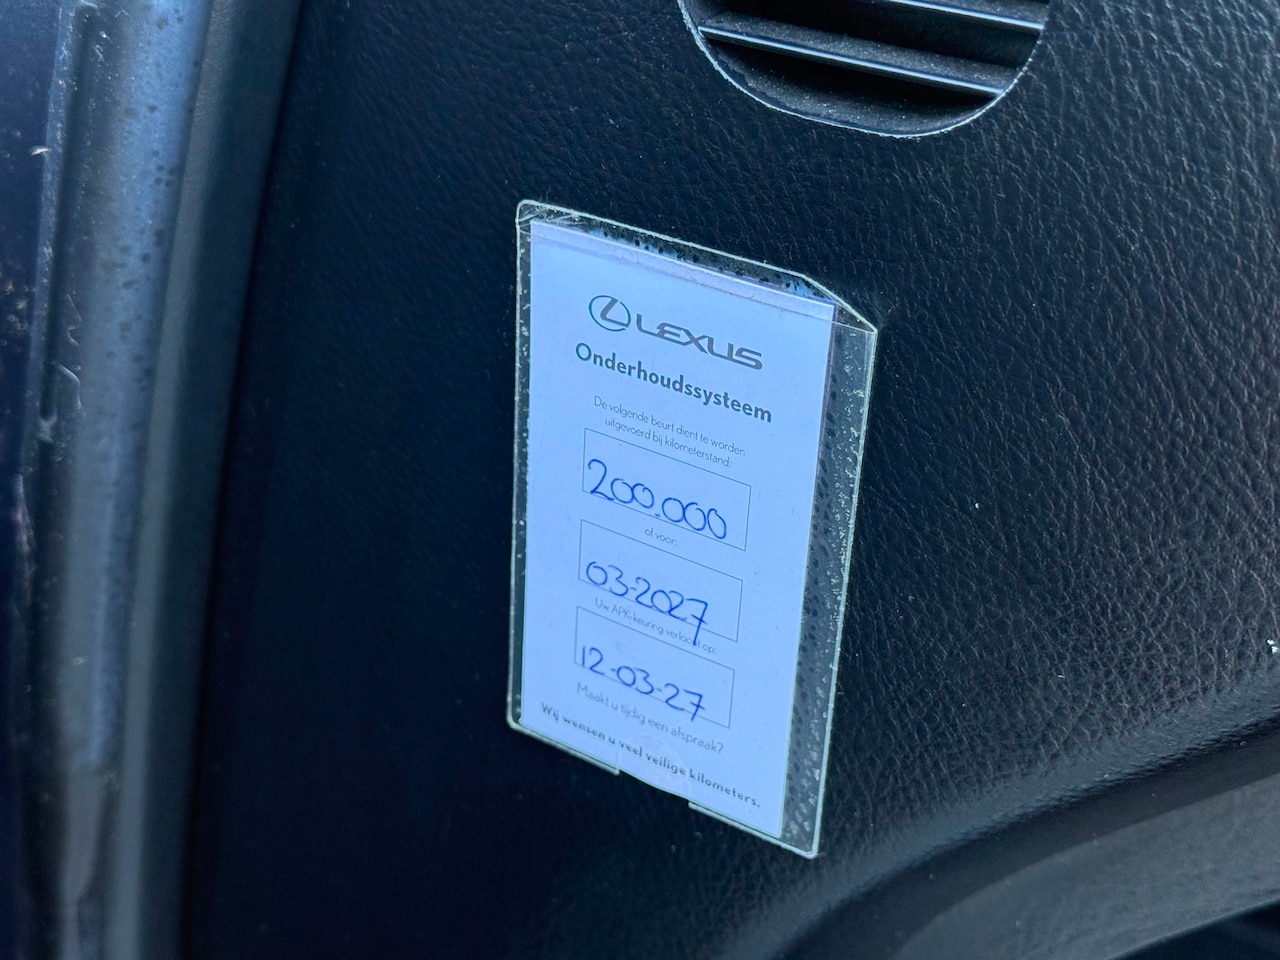 LEXUS
Onderhoudssysteem
De volgende beurt dient te worden
uitgevoerd bij kilometerstand:
200.000
of voor:
03-2027
Uw APK-keuring verloopt op:
12-03-27
Maakt u tijdig een afspraak?
Wij wensen u veel veilige kilometers.